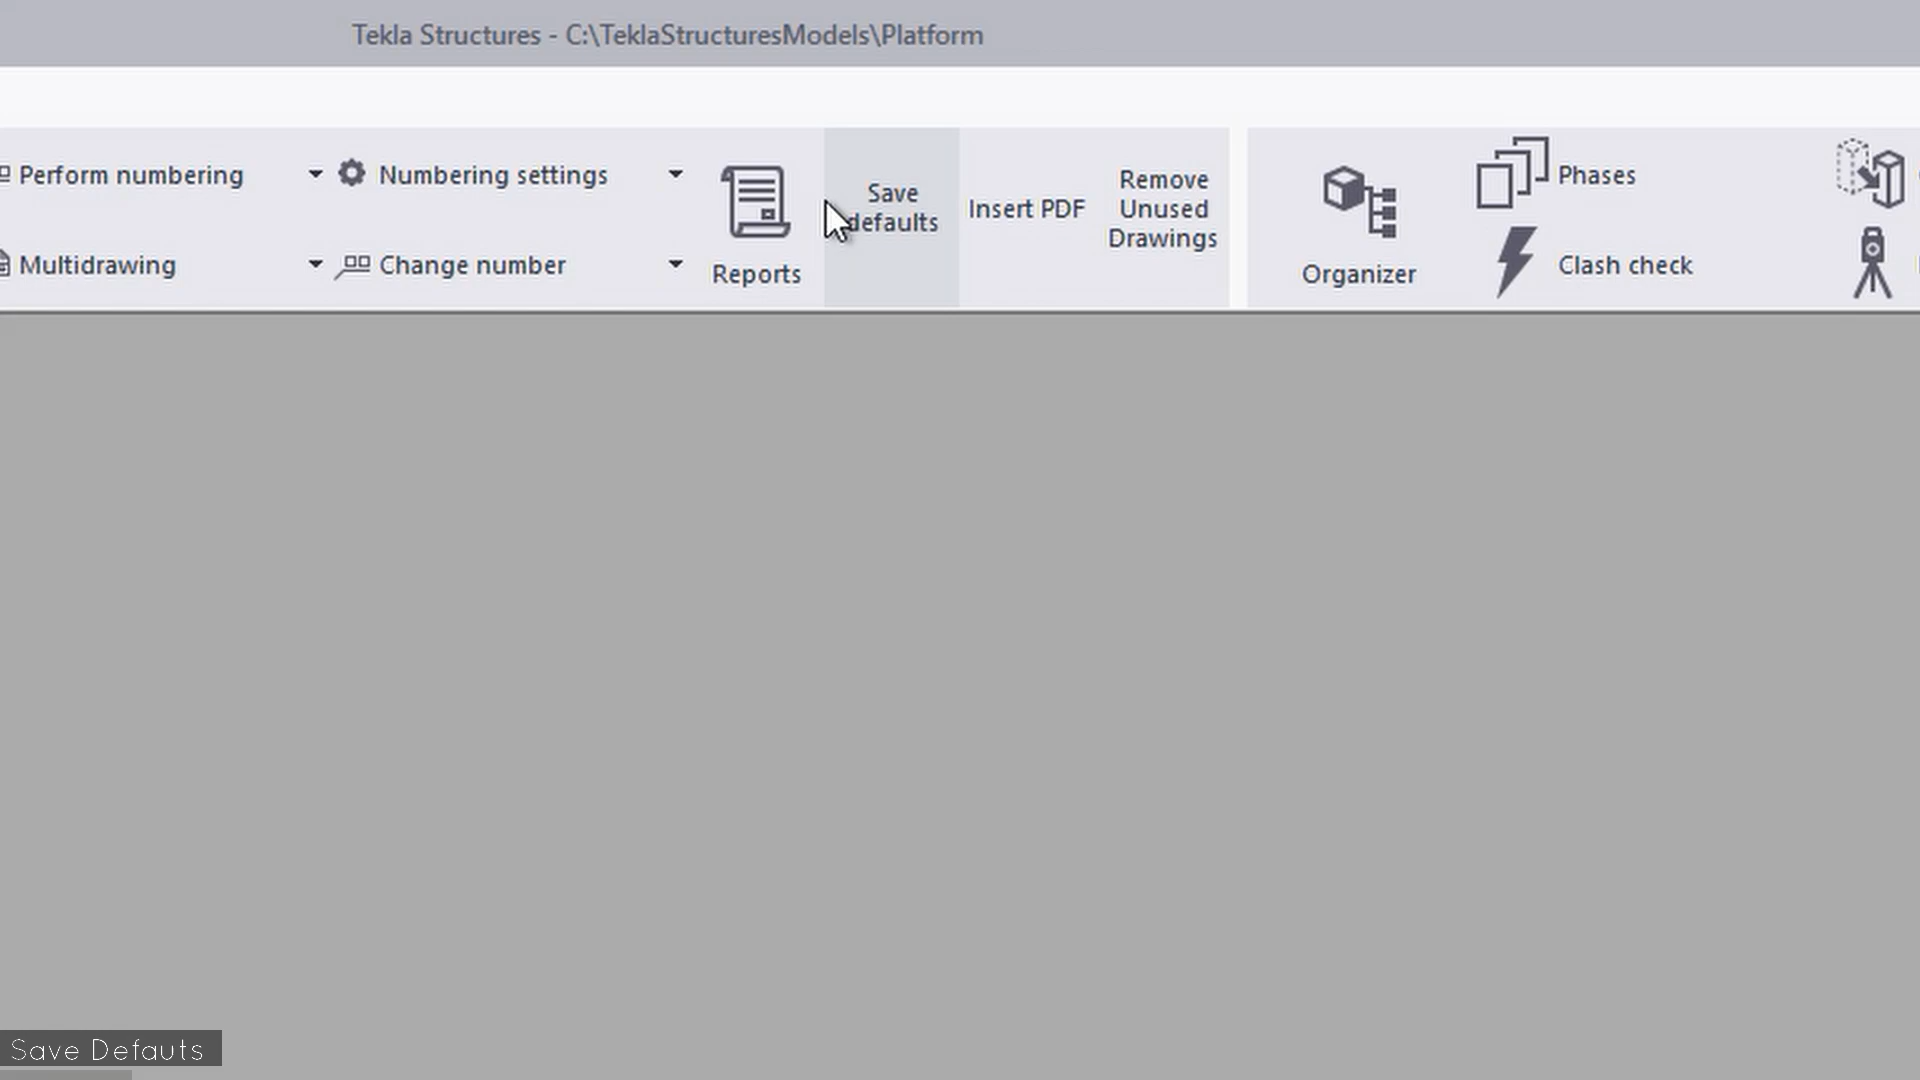 Tekla Structures - C:\TeklaStructuresModels\Platform
Perform numbering
Numbering settings
Multidrawing
Change number
Reports
Save
defaults
Insert PDF
Remove
Unused
Drawings
Organizer
Phases
Clash check
Save Defauts